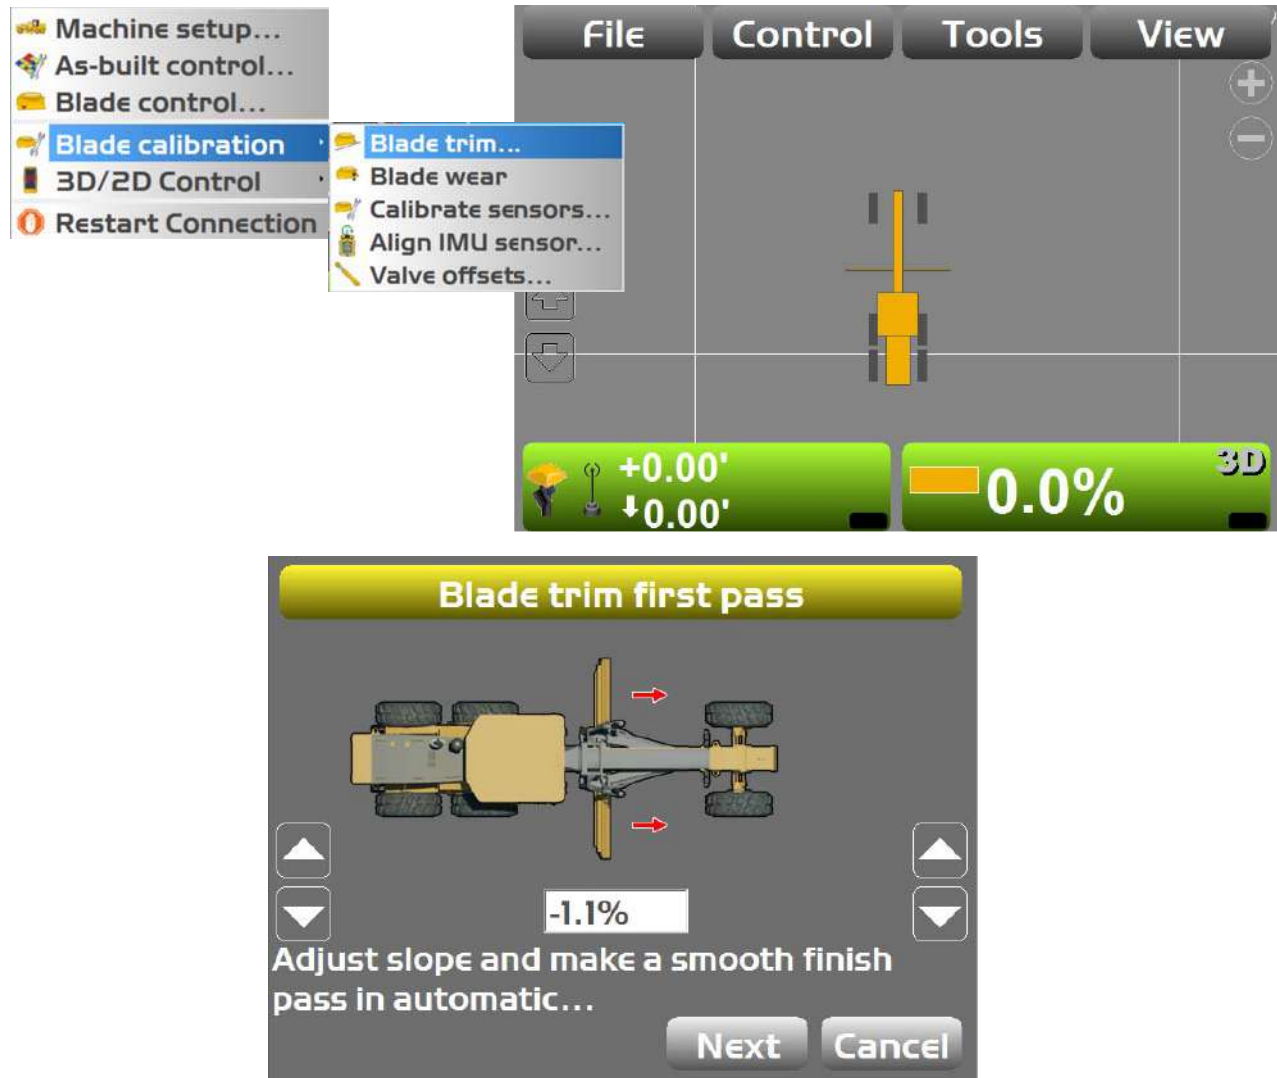 Machine setup...
As-built control...
Blade control...
Blade calibration
3D/2D Control
Restart Connection
Blade trim...
Blade wear
Calibrate sensors...
Align IMU sensor...
Valve offsets...
File Control Tools View
+0.00'
0.00'
0.0%
3D
Blade trim first pass
-1.1%
Adjust slope and make a smooth finish
pass in automatic...
Next Cancel